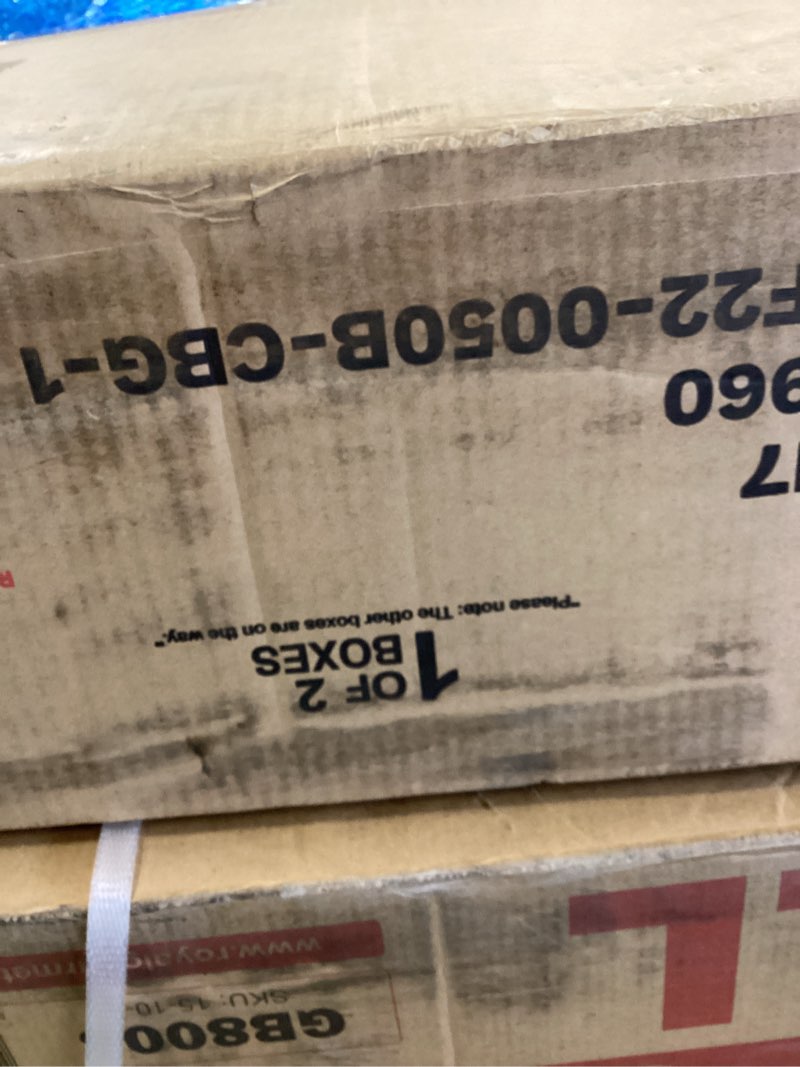 GB800
SKU: 15-10-
www.royalgourmet
1 OF 2
BOXES
"Please note: The other boxes are on the way."
17
960
F22-0050B-CBG-1